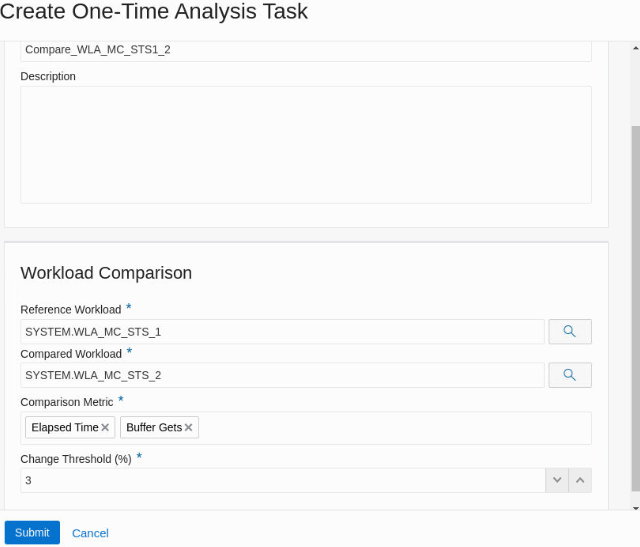 Create One-Time Analysis Task
Compare_WLA_MC_STS1_2
Description
Workload Comparison
Reference Workload *
SYSTEM.WLA_MC_STS_1
Compared Workload *
SYSTEM.WLA_MC_STS_2
Comparison Metric *
Elapsed Time Buffer Gets
Change Threshold (%) *
3
Submit Cancel